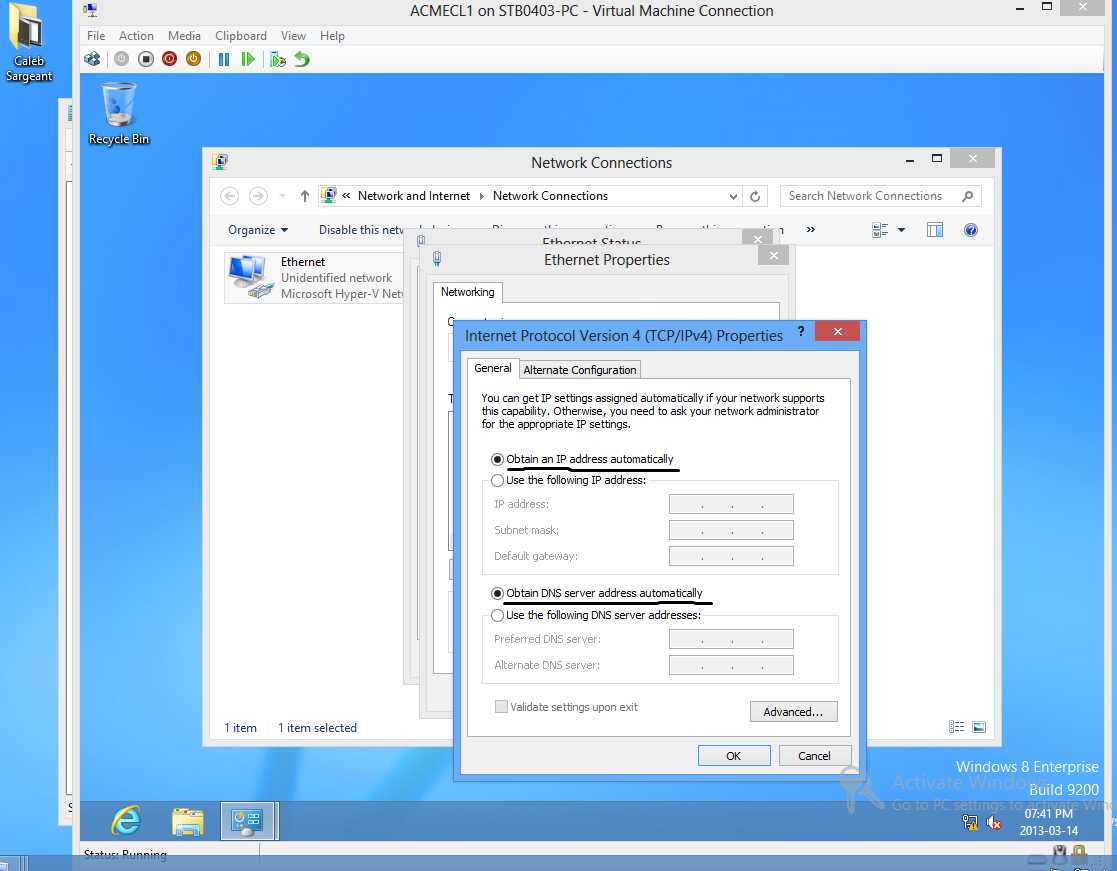 ACMECL1 on STB0403-PC - Virtual Machine Connection
Caleb
Sargeant
File Action Media Clipboard View Help
Recycle Bin
Network Connections
« Network and Internet Network Connections
Search Network Connections
Organize Disable this »
Ethernet Status
Ethernet Properties
Ethernet
Unidentified network
Microsoft Hyper-V
Networking
Internet Protocol Version 4 (TCP/IPv4) Properties ?
General Alternate Configuration
You can get IP settings assigned automatically if your network supports
this capability. Otherwise, you need to ask your network administrator
for the appropriate IP settings.
Obtain an IP address automatically
Use the following IP address:
IP address: . . .
Subnet mask: . . .
Default gateway: . . .
Obtain DNS server address automatically
Use the following DNS server addresses:
Preferred DNS server: . . .
Alternate DNS server: . . .
Validate settings upon exit
Advanced...
OK Cancel
1 item 1 item selected
Windows 8 Enterprise
Activate Windows
Build 9200
Go to PC settings to activate
07:41 PM
2013-03-14
Status: Running